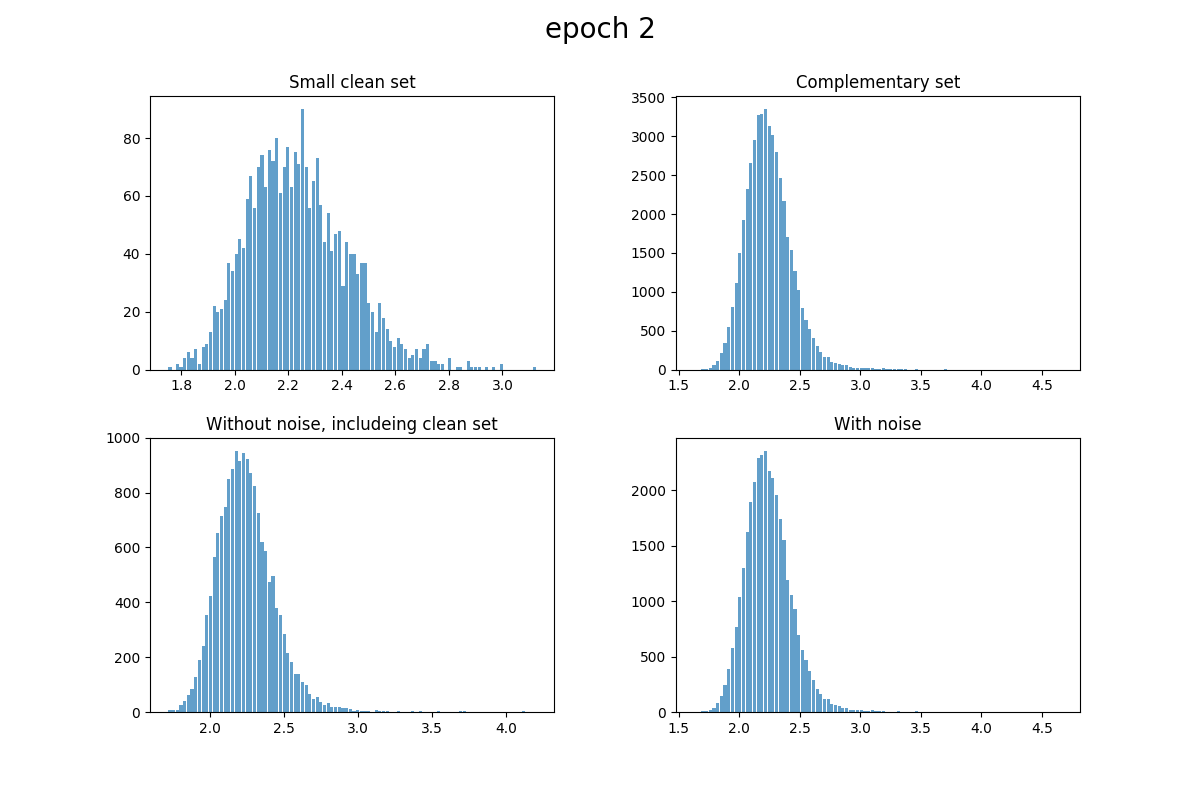 epoch 2
Small clean set
80
60
40
20
0
1.8 2.0 2.2 2.4 2.6 2.8 3.0
Complementary set
3500
3000
2500
2000
1500
1000
500
0
1.5 2.0 2.5 3.0 3.5 4.0 4.5
Without noise, includeing clean set
1000
800
600
400
200
0
2.0 2.5 3.0 3.5 4.0
With noise
2000
1500
1000
500
0
1.5 2.0 2.5 3.0 3.5 4.0 4.5